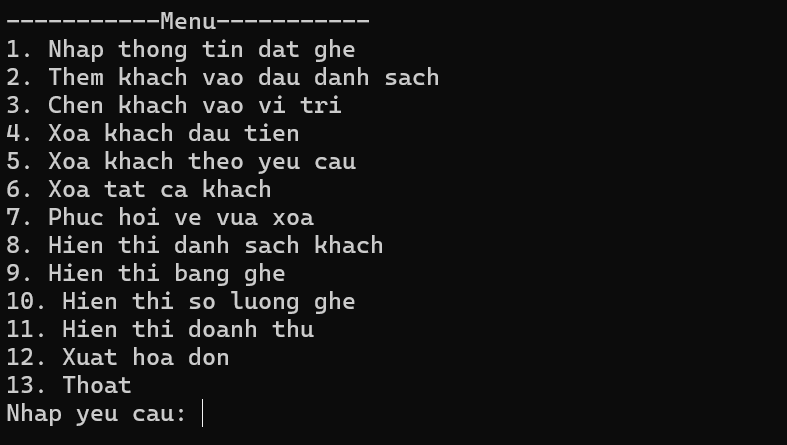 -----------Menu-----------
1. Nhap thong tin dat ghe
2. Them khach vao dau danh sach
3. Chen khach vao vi tri
4. Xoa khach dau tien
5. Xoa khach theo yeu cau
6. Xoa tat ca khach
7. Phuc hoi ve vua xoa
8. Hien thi danh sach khach
9. Hien thi bang ghe
10. Hien thi so luong ghe
11. Hien thi doanh thu
12. Xuat hoa don
13. Thoat
Nhap yeu cau: